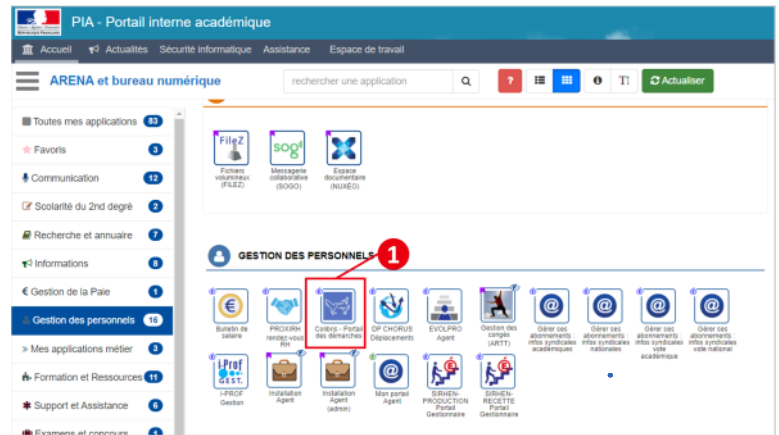 PIA - Portail interne académique
Accueil Actualités Sécurité informatique Assistance Espace de travail
ARENA et bureau numérique
rechercher une application
? T! Actualiser
Toutes mes applications 83
Favoris 3
Communication 12
Scolarité du 2nd degré 2
Recherche et annuaire 7
Informations 8
€ Gestion de la Paie 1
Gestion des personnels 16
» Mes applications métier 3
Formation et Ressources 11
Support et Assistance 6
Examens et concours
FileZ
sogo
Fichiers
volumineux
(FILEZ)
Messagerie
collaborative
(SOGO)
Espace
documentaire
(NUXÉO)
GESTION DES PERSONNELS
1
Bulletin de
salaire
PROXIRH
rendez-vous
RH
Colibris - Portail
des démarches
DP CHORUS
Déplacements
EVOLPRO
Agent
Gestion des
congés
(ARTT)
Gérer ses
abonnements
infos syndicales
académiques
Gérer ses
abonnements
infos syndicales
nationales
Gérer ses
abonnements
infos syndicales
vote
académique
Gérer ses
abonnements
infos syndicales
vote national
I-Prof
GEST.
I-PROF
Gestion
Installation
Agent
Installation
Agent
(admin)
Mon portail
Agent
SIRHEN-
PRODUCTION
Portail
Gestionnaire
SIRHEN-
RECETTE
Portail
Gestionnaire